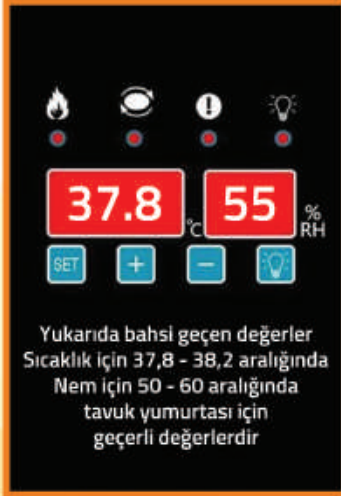 37.8 °C 55 % RH
SET + −
Yukarıda bahsi geçen değerler
Sıcaklık için 37,8 - 38,2 aralığında
Nem için 50 - 60 aralığında
tavuk yumurtası için
geçerli değerlerdir